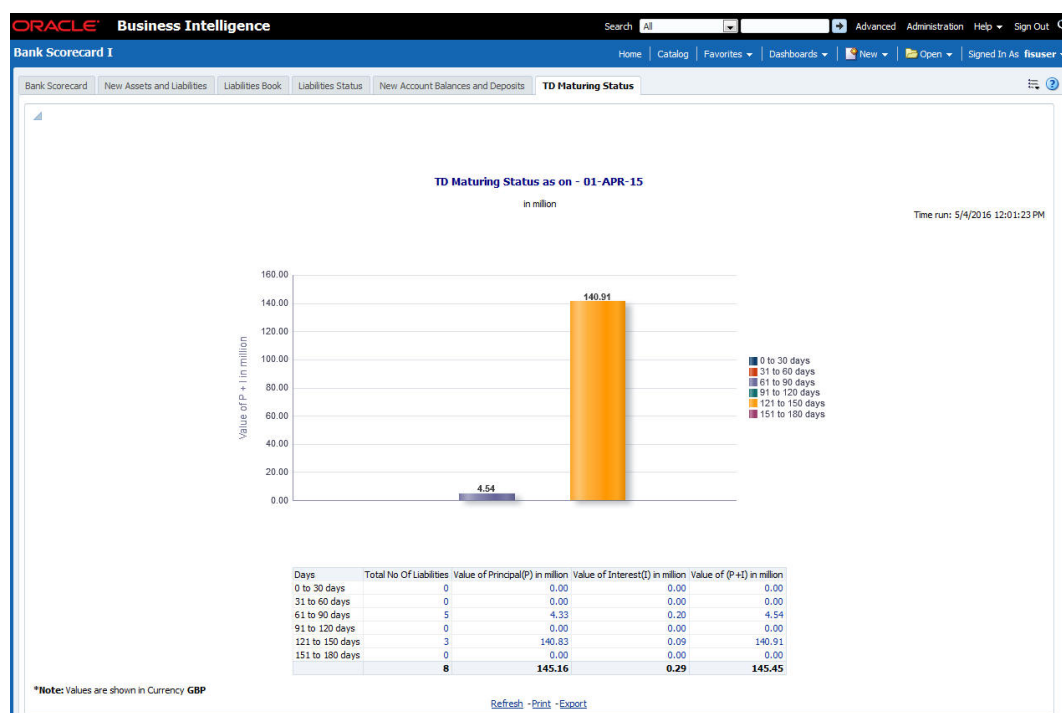 ORACLE® Business Intelligence Search All Advanced Administration Help Sign Out
Bank Scorecard I Home Catalog Favorites Dashboards New Open Signed In As fisuser
Bank Scorecard New Assets and Liabilities Liabilities Book Liabilities Status New Account Balances and Deposits TD Maturing Status
TD Maturing Status as on - 01-APR-15
in million
Time run: 5/4/2016 12:01:23 PM
Value of P + I in million
160.00
140.00
120.00
100.00
80.00
60.00
40.00
20.00
0.00
4.54
140.91
0 to 30 days
31 to 60 days
61 to 90 days
91 to 120 days
121 to 150 days
151 to 180 days
Days Total No Of Liabilities Value of Principal(P) in million Value of Interest(I) in million Value of (P+I) in million
0 to 30 days 0 0.00 0.00 0.00
31 to 60 days 0 0.00 0.00 0.00
61 to 90 days 5 4.33 0.20 4.54
91 to 120 days 0 0.00 0.00 0.00
121 to 150 days 3 140.83 0.09 140.91
151 to 180 days 0 0.00 0.00 0.00
8 145.16 0.29 145.45
*Note: Values are shown in Currency GBP
Refresh - Print - Export